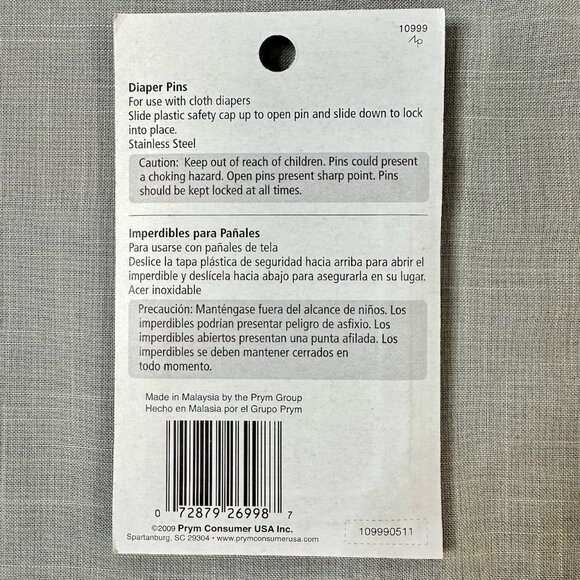 10999
Diaper Pins
For use with cloth diapers
Slide plastic safety cap up to open pin and slide down to lock
into place.
Stainless Steel
Caution: Keep out of reach of children. Pins could present
a choking hazard. Open pins present sharp point. Pins
should be kept locked at all times.
Imperdibles para Pañales
Para usarse con pañales de tela
Deslice la tapa plástica de seguridad hacia arriba para abrir el
imperdible y deslícela hacia abajo para asegurarla en su lugar.
Acer inoxidable
Precaución: Manténgase fuera del alcance de niños. Los
imperdibles podrían presentar peligro de asfixio. Los
imperdibles abiertos presentan una punta afilada. Los
imperdibles se deben mantener cerrados en
todo momento.
Made in Malaysia by the Prym Group
Hecho en Malasia por el Grupo Prym
0 72879 26998 7
©2009 Prym Consumer USA Inc.
Spartanburg, SC 29304 • www.prymconsumerusa.com
109990511